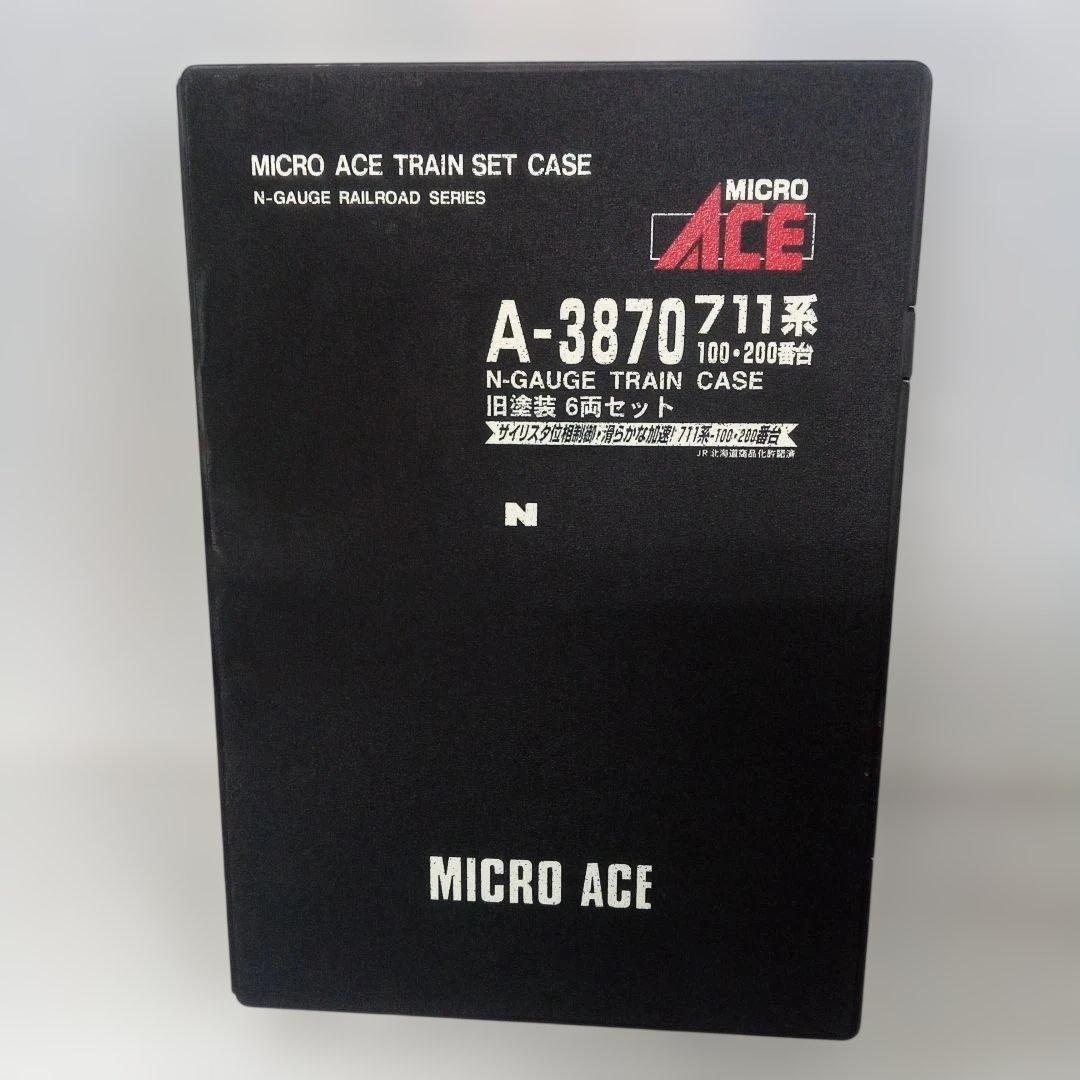 MICRO ACE TRAIN SET CASE
N-GAUGE RAILROAD SERIES
MICRO
ACE
A-3870 711系
100・200番台
N-GAUGE TRAIN CASE
旧塗装 6両セット
サイリスタ位相制御・滑らかな加速! 711系-100・200番台
JR北海道商品化許諾済
N
MICRO ACE